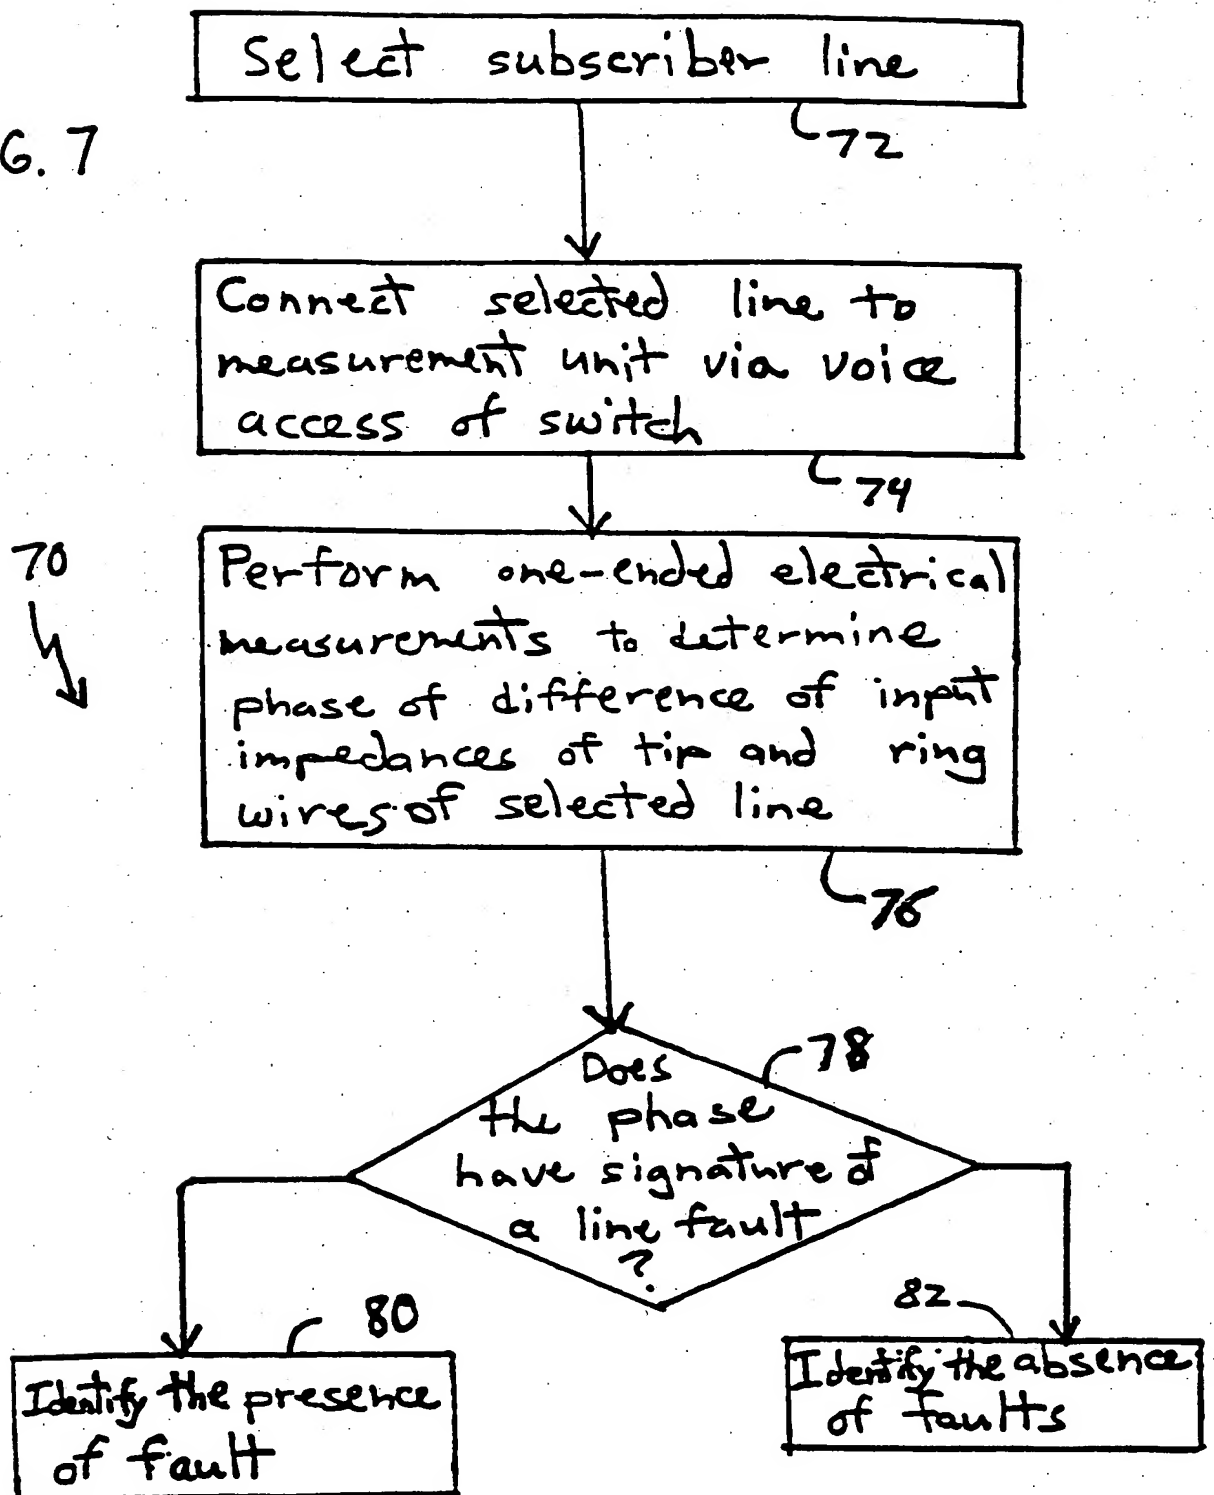 Select subscriber line
72
G. 7
Connect selected line to
measurement unit via voice
access of switch
74
70
Perform one-ended electrical
measurements to determine
phase of difference of input
impedances of tip and ring
wires of selected line
76
78
Does
the phase
have signature of
a line fault
?
80
82
Identify the presence
of fault
Identify the absence
of faults